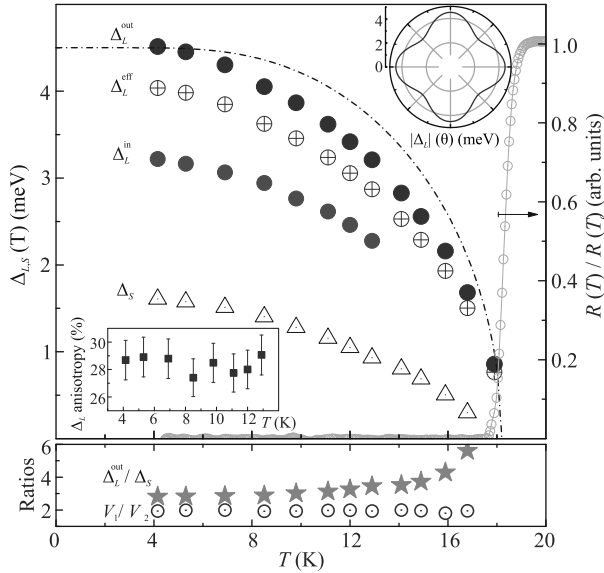 Δ_L^out
Δ_L^eff
Δ_L^in
Δ_S
Δ_{L,S} (T) (meV)
4
3
2
1
4
2
0
|Δ_L| (θ) (meV)
R (T) / R (T) (arb. units)
1.0
0.8
0.6
0.4
0.2
Δ_L anisotropy (%)
30
28
26
4 6 8 10 12 T (K)
Ratios
6
4
2
Δ_L^out / Δ_S
V_1 / V_2
0 4 8 12 16 20
T (K)